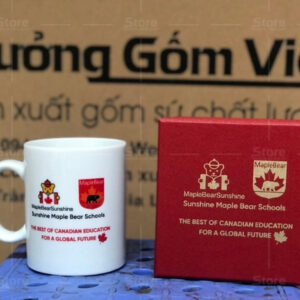 ưởng Gốm Việ
n xuất gốm sứ chất lượ
MapleBearSunshine
MapleBear
Sunshine Maple Bear Schools
THE BEST OF CANADIAN EDUCATION
FOR A GLOBAL FUTURE
MapleBearSunshine
MapleBear
Sunshine Maple Bear Schools
THE BEST OF CANADIAN EDUCATION
FOR A GLOBAL FUTURE